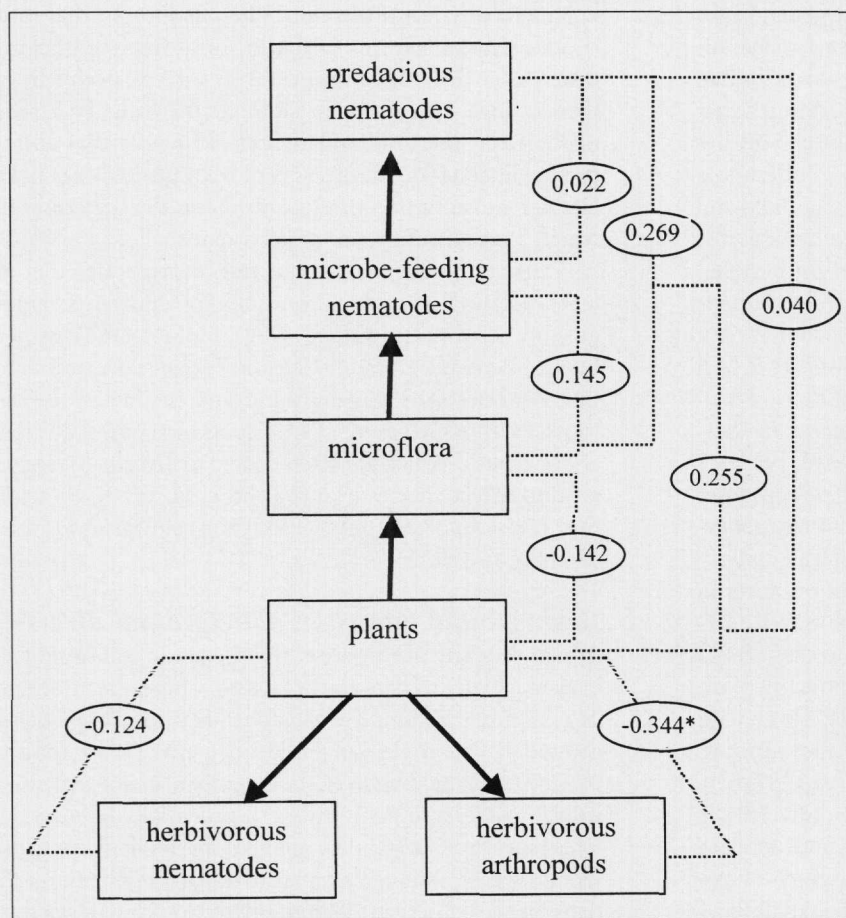 predacious
nematodes
0.022
0.269
microbe-feeding
nematodes
0.040
0.145
microflora
0.255
-0.142
plants
-0.124
-0.344*
herbivorous
nematodes
herbivorous
arthropods